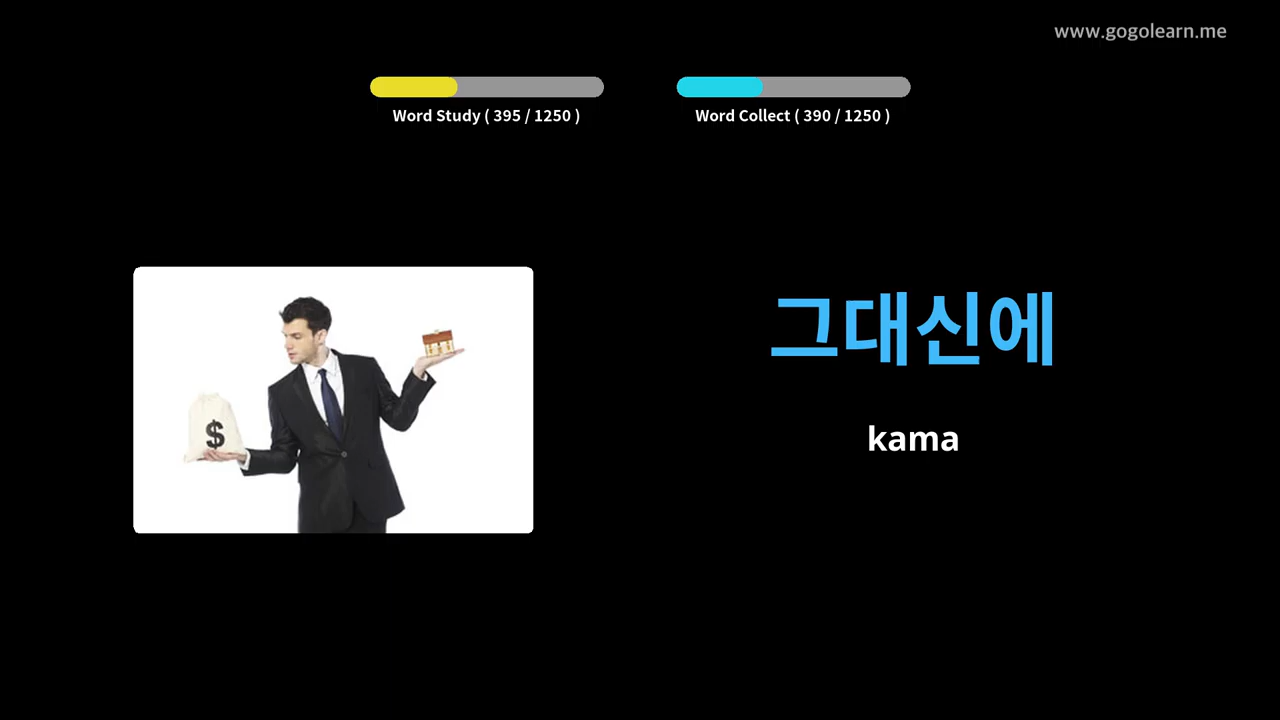 www.gogolearn.me
Word Study ( 395 / 1250 )
Word Collect ( 390 / 1250 )
$
그대신에
kama